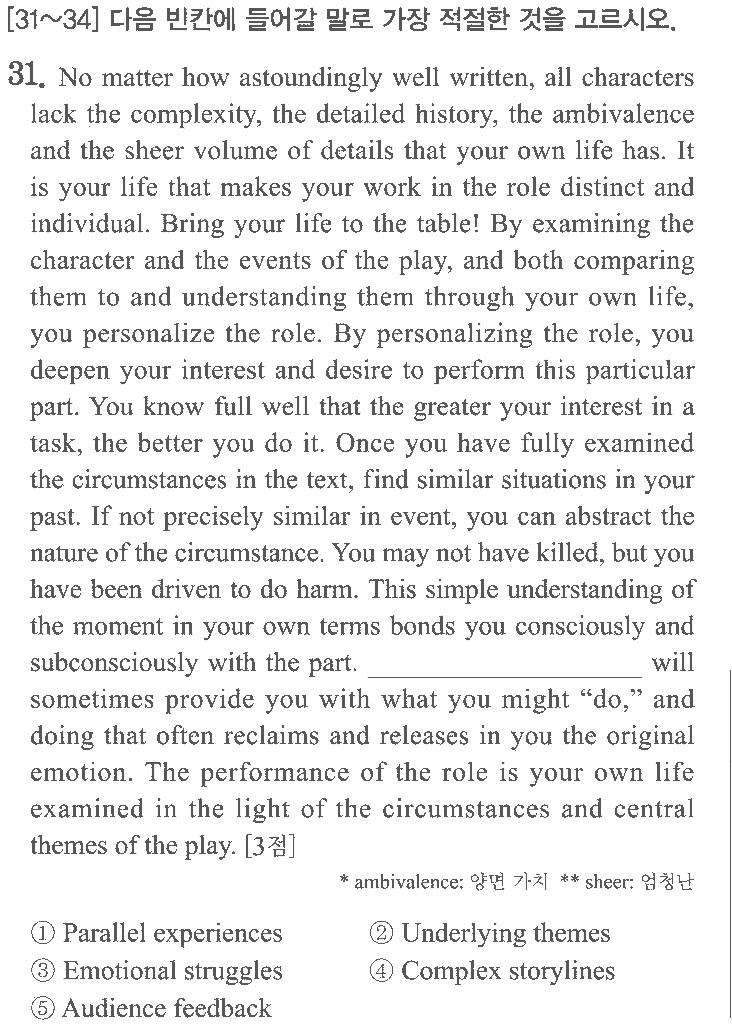 [31~34] 다음 빈칸에 들어갈 말로 가장 적절한 것을 고르시오.
31. No matter how astoundingly well written, all characters
lack the complexity, the detailed history, the ambivalence
and the sheer volume of details that your own life has. It
is your life that makes your work in the role distinct and
individual. Bring your life to the table! By examining the
character and the events of the play, and both comparing
them to and understanding them through your own life,
you personalize the role. By personalizing the role, you
deepen your interest and desire to perform this particular
part. You know full well that the greater your interest in a
task, the better you do it. Once you have fully examined
the circumstances in the text, find similar situations in your
past. If not precisely similar in event, you can abstract the
nature of the circumstance. You may not have killed, but you
have been driven to do harm. This simple understanding of
the moment in your own terms bonds you consciously and
subconsciously with the part. ____________________ will
sometimes provide you with what you might “do,” and
doing that often reclaims and releases in you the original
emotion. The performance of the role is your own life
examined in the light of the circumstances and central
themes of the play. [3점]
* ambivalence: 양면 가치 ** sheer: 엄청난
① Parallel experiences ② Underlying themes
③ Emotional struggles ④ Complex storylines
⑤ Audience feedback